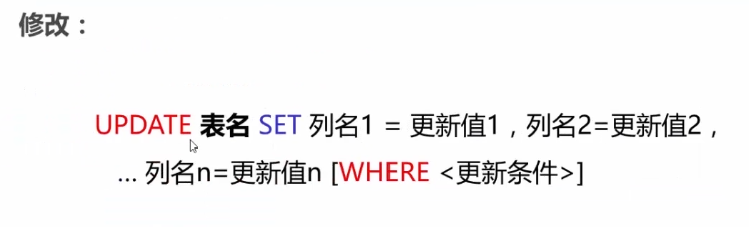 修改：
UPDATE 表名 SET 列名1 = 更新值1，列名2=更新值2，
... 列名n=更新值n [WHERE <更新条件>]